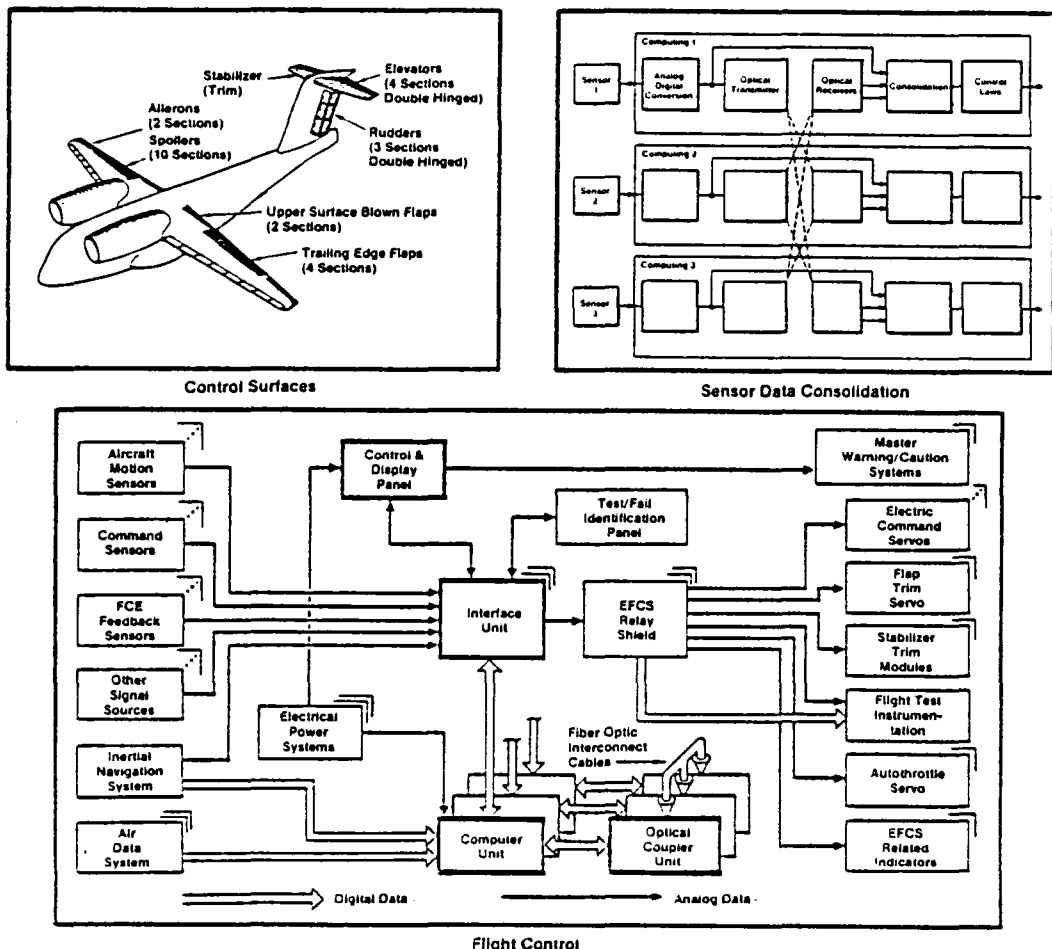 Stabilizer
(Trim)
Elevators
(4 Sections
Double Hinged)
Ailerons
(2 Sections)
Spoilers
(10 Sections)
Rudders
(3 Sections
Double Hinged)
Upper Surface Blown Flaps
(2 Sections)
Trailing Edge Flaps
(4 Sections)
Control Surfaces
Computing 1
Sensor
1
Analog
Digital
Conversion
Optical
Transmitter
Optical
Receivers
Consolidation
Control
Laws
Computing 2
Sensor
2
Computing 3
Sensor
3
Sensor Data Consolidation
Aircraft
Motion
Sensors
Control &
Display
Panel
Master
Warning/Caution
Systems
Command
Sensors
Test/Fail
Identification
Panel
Electric
Command
Servos
FCE
Feedback
Sensors
Interface
Unit
EFCS
Relay
Shield
Flap
Trim
Servo
Other
Signal
Sources
Stabilizer
Trim
Modules
Electrical
Power
Systems
Flight Test
Instrumen-
tation
Inertial
Navigation
System
Fiber Optic
Interconnect
Cables
Autothrottle
Servo
Air
Data
System
Computer
Unit
Optical
Coupler
Unit
EFCS
Related
Indicators
Digital Data
Analog Data
Flight Control